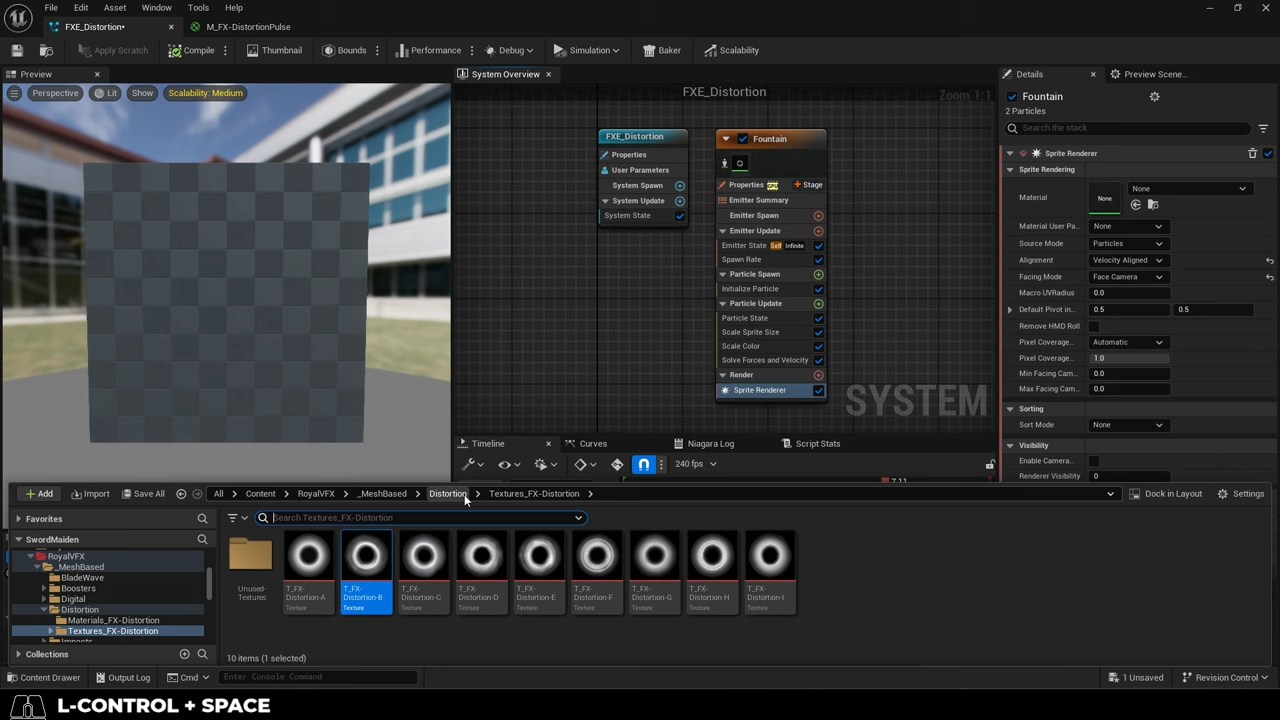 File Edit Asset Window Tools Help
FXE_Distortion•
M_FX-DistortionPulse
Apply Scratch
Compile
Thumbnail
Bounds
Performance
Debug
Simulation
Baker
Scalability
Preview
System Overview
Details
Preview Scene...
Perspective
Lit
Show
Scalability: Medium
FXE_Distortion
Zoom 1:1
FXE_Distortion
Properties
User Parameters
System Spawn
System Update
System State
Fountain
Properties GPU
Stage
Emitter Summary
Emitter Spawn
Emitter Update
Emitter State Self Infinite
Spawn Rate
Particle Spawn
Initialize Particle
Particle Update
Particle State
Scale Sprite Size
Scale Color
Solve Forces and Velocity
Render
Sprite Renderer
SYSTEM
Fountain
2 Particles
Search the stack
Sprite Renderer
Sprite Rendering
Material
None
None
Material User Pa...
None
Source Mode
Particles
Alignment
Velocity Aligned
Facing Mode
Face Camera
Macro UVRadius
0.0
Default Pivot in...
0.5
0.5
Remove HMD Roll
Pixel Coverage...
Automatic
Pixel Coverage...
1.0
Min Facing Cam...
0.0
Max Facing Cam...
0.0
Sorting
Sort Mode
None
Visibility
Enable Camera...
Renderer Visibility
0
Timeline
Curves
Niagara Log
Script Stats
240 fps
7.11
Add
Import
Save All
All
Content
RoyalVFX
_MeshBased
Distortion
Textures_FX-Distortion
Dock in Layout
Settings
Favorites
Search Textures_FX-Distortion
SwordMaiden
RoyalVFX
_MeshBased
BladeWave
Boosters
Digital
Distortion
Materials_FX-Distortion
Textures_FX-Distortion
Impacts
Collections
Unused-
Textures
T_FX-
Distortion-A
Texture
T_FX-
Distortion-B
Texture
T_FX-
Distortion-C
Texture
T_FX-
Distortion-D
Texture
T_FX-
Distortion-E
Texture
T_FX-
Distortion-F
Texture
T_FX-
Distortion-G
Texture
T_FX-
Distortion-H
Texture
T_FX-
Distortion-I
Texture
10 items (1 selected)
Content Drawer
Output Log
Cmd
Enter Console Command
1 Unsaved
Revision Control
L-CONTROL + SPACE